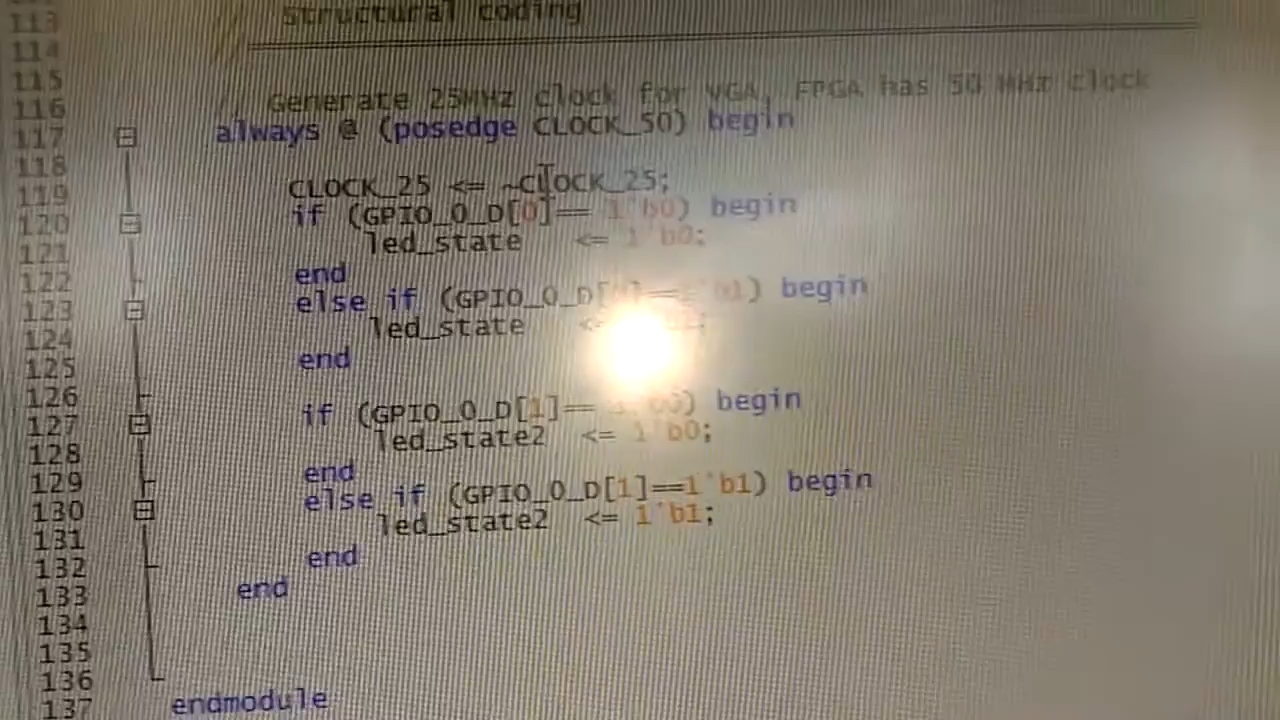 113 Structural coding
114
115
116 // Generate 25MHz clock for VGA, FPGA has 50 MHz clock
117 always @ (posedge CLOCK_50) begin
118
119 CLOCK_25 <= ~CLOCK_25;
120 if (GPIO_0_D[0]== 1'b0) begin
121 led_state <= 1'b0;
122 end
123 else if (GPIO_0_D[ ]== 'b1) begin
124 led_state <=
125 end
126
127 if (GPIO_0_D[1]== ) begin
128 led_state2 <= 1'b0;
129 end
130 else if (GPIO_0_D[1]==1'b1) begin
131 led_state2 <= 1'b1;
132 end
133 end
134
135
136
137 endmodule